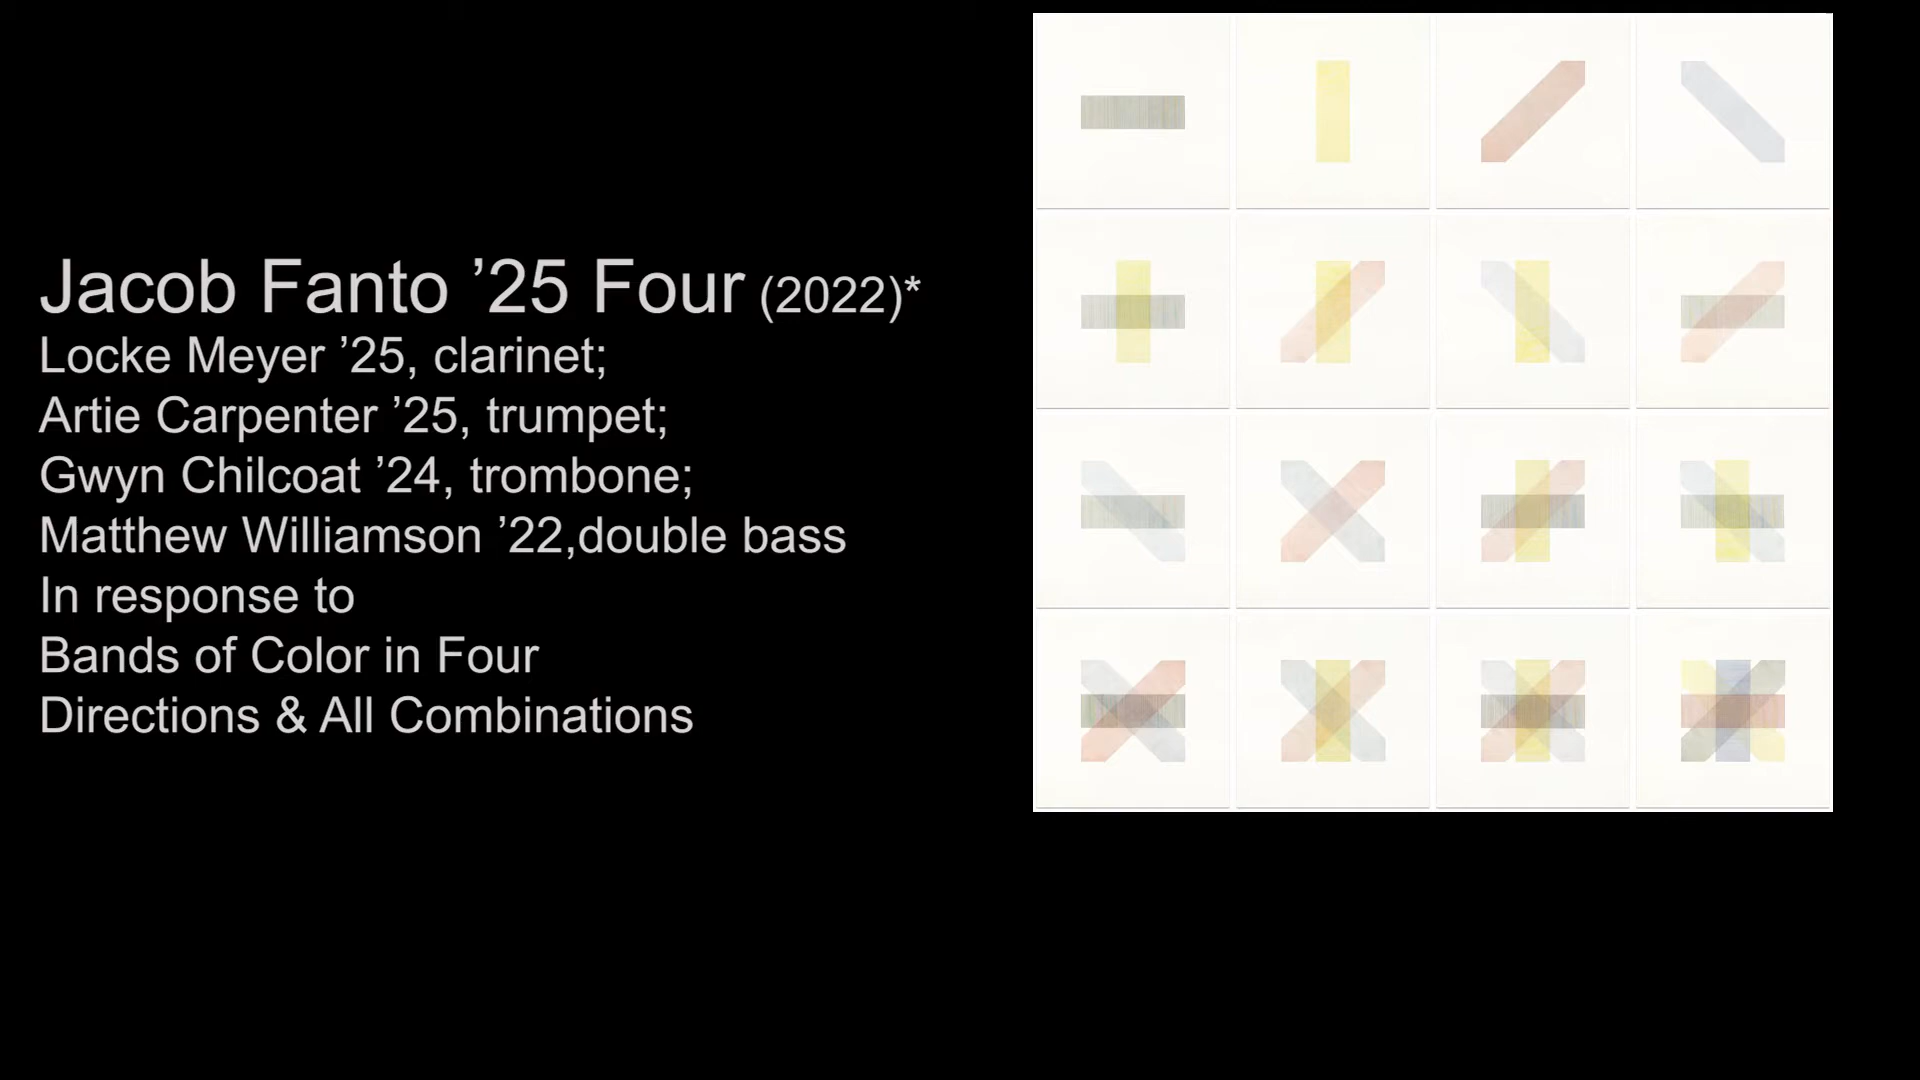 Jacob Fanto ’25 Four (2022)*
Locke Meyer ’25, clarinet;
Artie Carpenter ’25, trumpet;
Gwyn Chilcoat ’24, trombone;
Matthew Williamson ’22,double bass
In response to
Bands of Color in Four
Directions & All Combinations